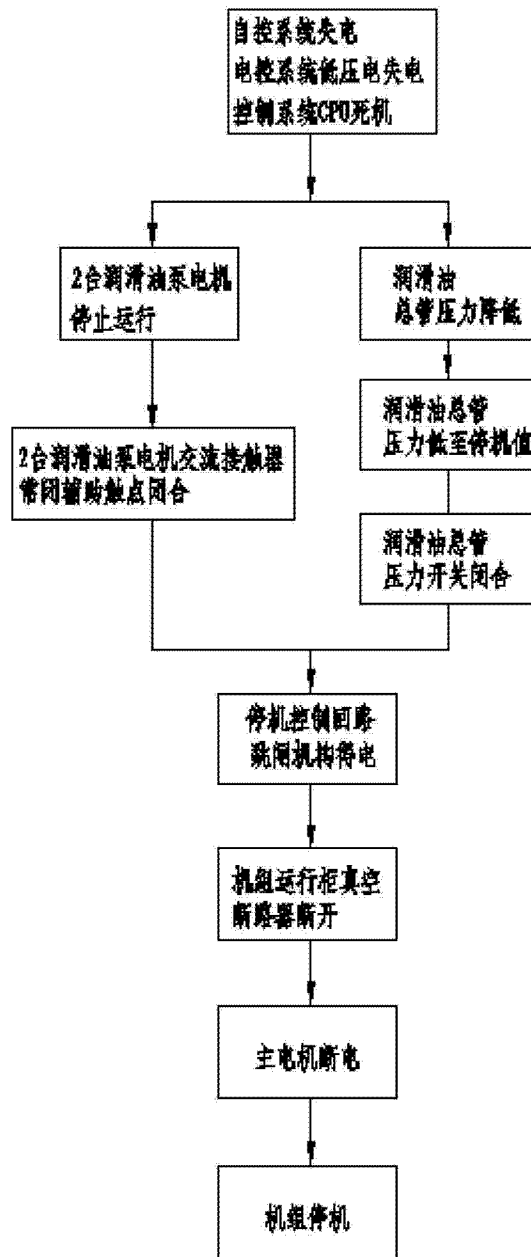 自控系统失电
电控系统低压电失电
控制系统CPU死机
2台润滑油泵电机
停止运行
润滑油
总管压力降低
2台润滑油泵电机交流接触器
常闭辅助触点闭合
润滑油总管
压力低至停机值
润滑油总管
压力开关闭合
停机控制回路
跳闸机构得电
机组运行柜真空
断路器断开
主电机断电
机组停机